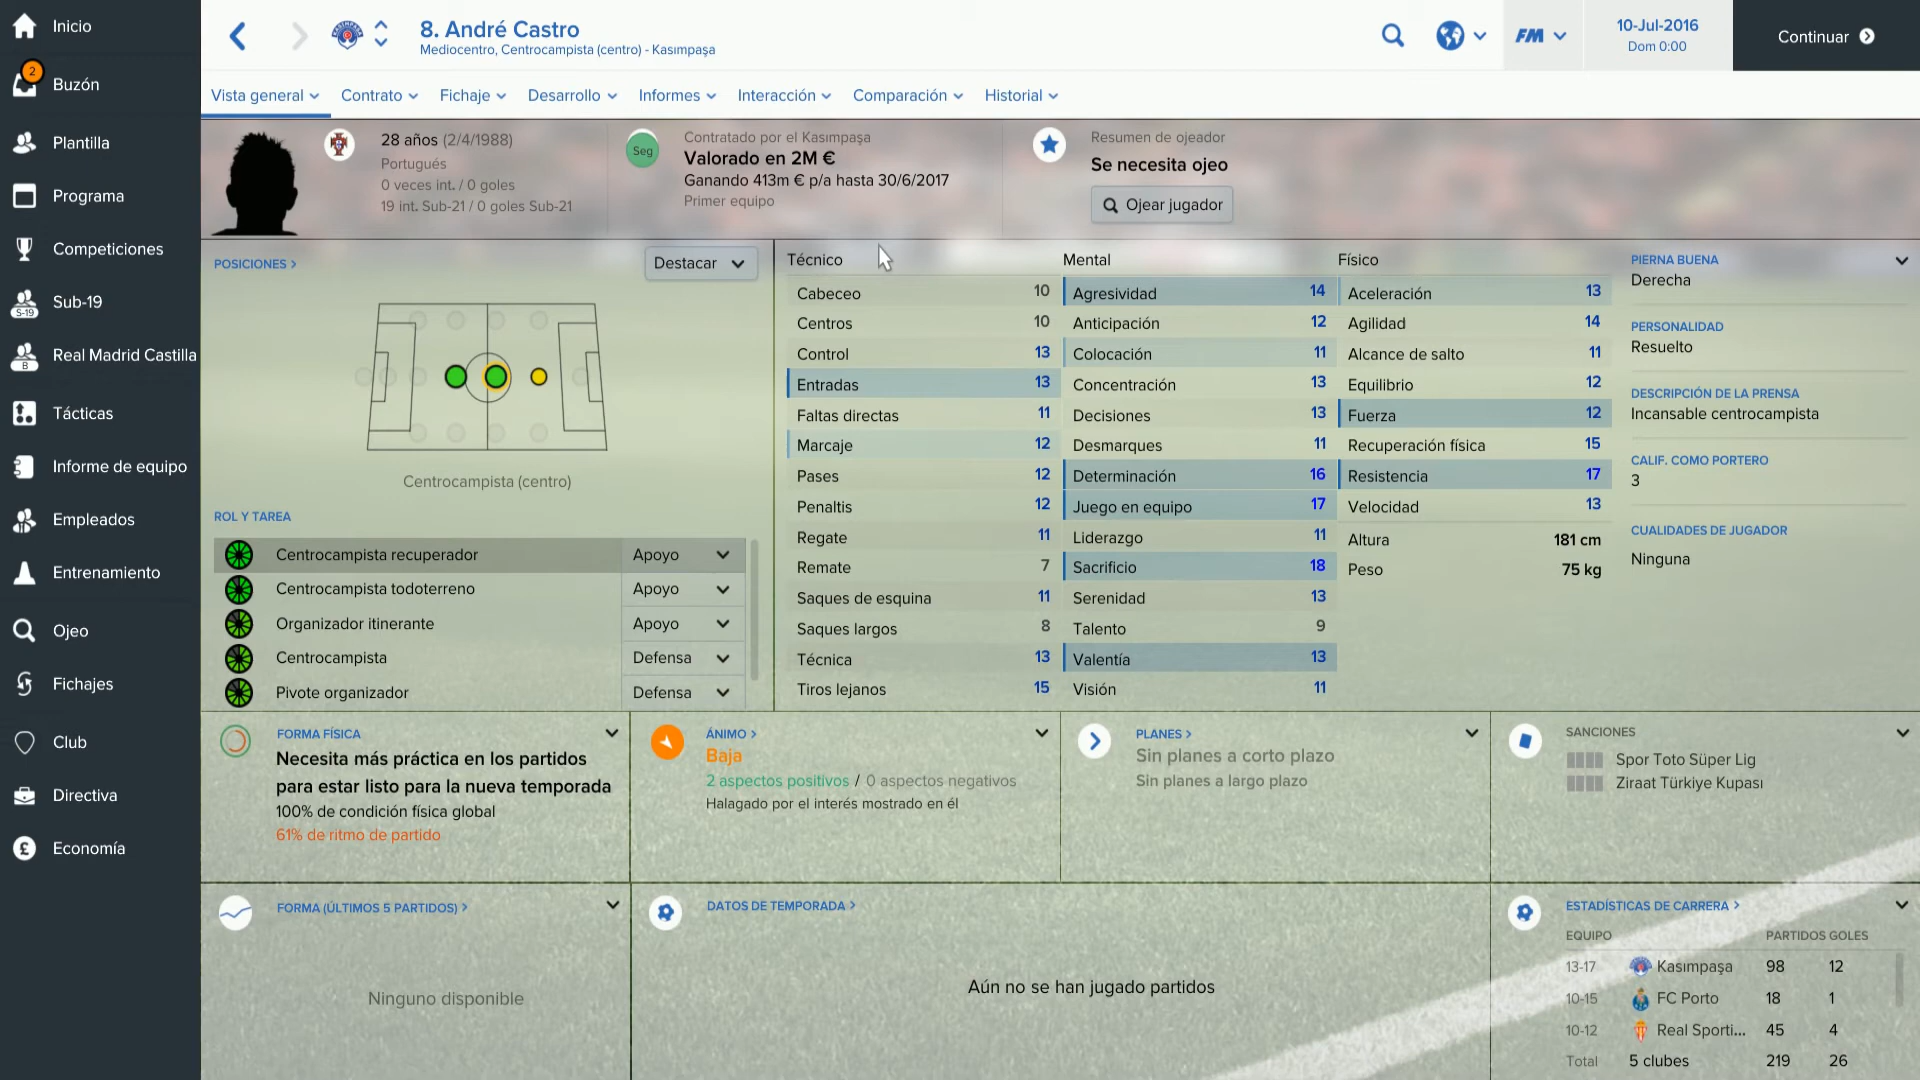 Inicio
2
Buzón
Plantilla
Programa
Competiciones
S-19
Sub-19
B
Real Madrid Castilla
Tácticas
Informe de equipo
Empleados
Entrenamiento
Ojeo
Fichajes
Club
Directiva
Economía
8. André Castro
Mediocentro, Centrocampista (centro) - Kasımpaşa
FM
10-Jul-2016
Dom 0:00
Continuar
Vista general
Contrato
Fichaje
Desarrollo
Informes
Interacción
Comparación
Historial
28 años (2/4/1988)
Portugués
0 veces int. / 0 goles
19 int. Sub-21 / 0 goles Sub-21
Seg
Contratado por el Kasımpaşa
Valorado en 2M €
Ganando 413m € p/a hasta 30/6/2017
Primer equipo
Resumen de ojeador
Se necesita ojeo
Ojear jugador
POSICIONES >
Destacar
Centrocampista (centro)
ROL Y TAREA
Centrocampista recuperador Apoyo
Centrocampista todoterreno Apoyo
Organizador itinerante Apoyo
Centrocampista Defensa
Pivote organizador Defensa
Técnico
Cabeceo 10
Centros 10
Control 13
Entradas 13
Faltas directas 11
Marcaje 12
Pases 12
Penaltis 12
Regate 11
Remate 7
Saques de esquina 11
Saques largos 8
Técnica 13
Tiros lejanos 15
Mental
Agresividad 14
Anticipación 12
Colocación 11
Concentración 13
Decisiones 13
Desmarques 11
Determinación 16
Juego en equipo 17
Liderazgo 11
Sacrificio 18
Serenidad 13
Talento 9
Valentía 13
Visión 11
Físico
Aceleración 13
Agilidad 14
Alcance de salto 11
Equilibrio 12
Fuerza 12
Recuperación física 15
Resistencia 17
Velocidad 13
Altura 181 cm
Peso 75 kg
PIERNA BUENA
Derecha
PERSONALIDAD
Resuelto
DESCRIPCIÓN DE LA PRENSA
Incansable centrocampista
CALIF. COMO PORTERO
3
CUALIDADES DE JUGADOR
Ninguna
FORMA FÍSICA
Necesita más práctica en los partidos
para estar listo para la nueva temporada
100% de condición física global
61% de ritmo de partido
ÁNIMO >
Baja
2 aspectos positivos / 0 aspectos negativos
Halagado por el interés mostrado en él
PLANES >
Sin planes a corto plazo
Sin planes a largo plazo
SANCIONES
Spor Toto Süper Lig
Ziraat Türkiye Kupası
FORMA (ÚLTIMOS 5 PARTIDOS) >
Ninguno disponible
DATOS DE TEMPORADA >
Aún no se han jugado partidos
ESTADÍSTICAS DE CARRERA >
EQUIPO PARTIDOS GOLES
13-17 Kasımpaşa 98 12
10-15 FC Porto 18 1
10-12 Real Sporti... 45 4
Total 5 clubes 219 26